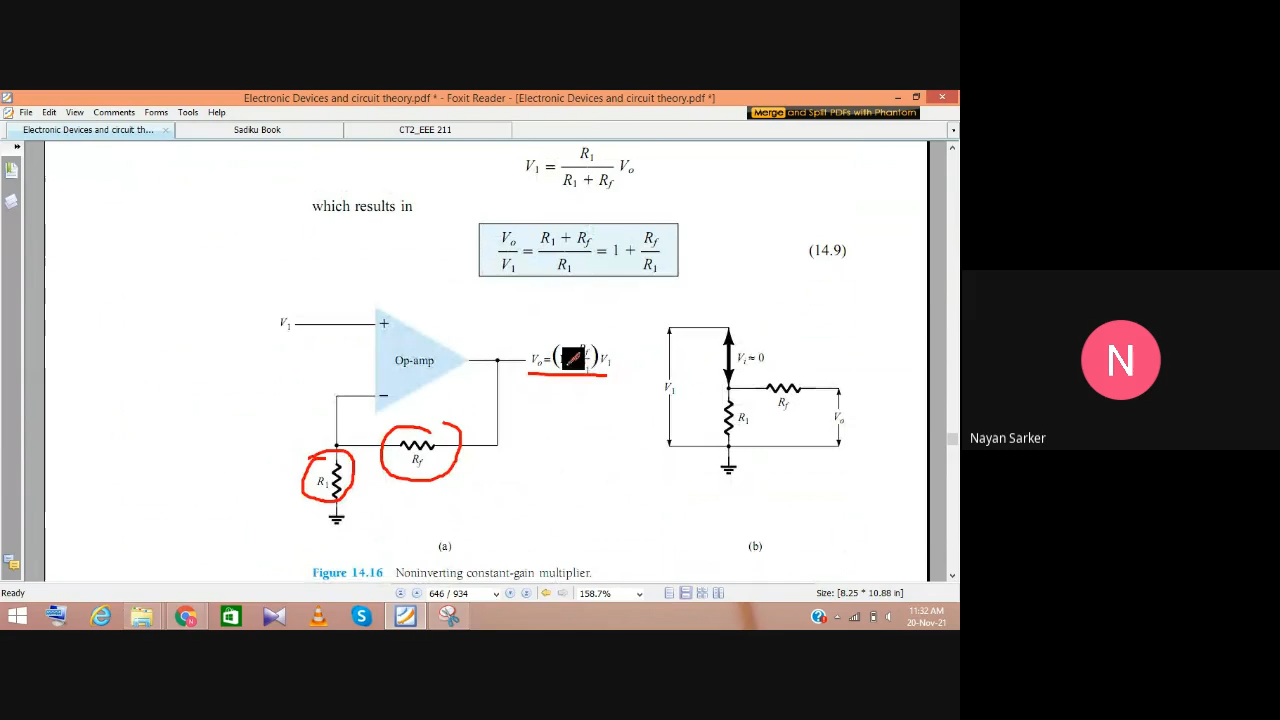 Electronic Devices and circuit theory.pdf * - Foxit Reader - [Electronic Devices and circuit theory.pdf *]
File Edit View Comments Forms Tools Help
Merge and Split PDFs with Phantom
Electronic Devices and circuit th... Sadiku Book CT2_EEE 211
V1 = R1 / (R1 + Rf) Vo
which results in
Vo / V1 = (R1 + Rf) / R1 = 1 + Rf / R1 (14.9)
V1 +
Op-amp
Vo = ( Rf ) V1
−
Rf
R1
(a)
V1
Vi ≈ 0
Rf
R1
Vo
(b)
Figure 14.16 Noninverting constant-gain multiplier.
N
Nayan Sarker
Ready 646 / 934 158.7% Size: [8.25 * 10.88 in]
11:32 AM
20-Nov-21